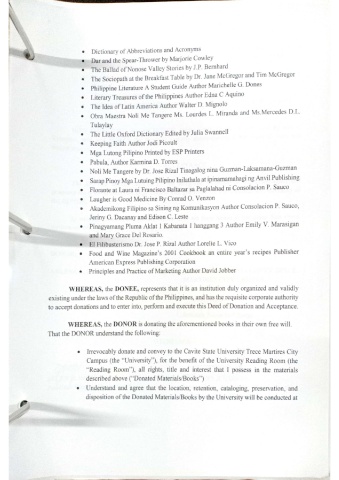 • Dictionary of Abbreviations and Acronyms
• Dar and the Spear-Thrower by Marjorie Cowley
• The Ballad of Nonose Valley Stories by J.P. Bernhard
• The Sociopath at the Breakfast Table by Dr. Jane McGregor and Tim McGregor
• Philippine Literature A Student Guide Author Marichelle G. Dones
• Literary Treasures of the Philippines Author Edna C Aquino
• The Idea of Latin America Author Walter D. Mignolo
• Obra Maestra Noli Me Tangere Ms. Lourdes L. Miranda and Ms.Mercedes D.L.
Tulaylay
• The Little Oxford Dictionary Edited by Julia Swannell
• Keeping Faith Author Jodi Picoult
• Mga Lutong Pilipino Printed by ESP Printers
• Pabula, Author Karmina D. Torres
• Noli Me Tangere by Dr. Jose Rizal Tinagalog nina Guzman-Laksamana-Guzman
• Sarap Pinoy Mga Lutuing Pilipino Inilathala at ipinamamahagi ng Anvil Publishing
• Florante at Laura ni Francisco Baltazar sa Paglalahad ni Consolacion P. Sauco
• Laugher is Good Medicine By Conrad O. Venzon
• Akademikong Filipino sa Sining ng Komunikasyon Author Consolacion P. Sauco,
Jenny G. Dacanay and Edison C. Leste
• Pinagyamang Pluma Aklat 1 Kabanata 1 hanggang 3 Author Emily V. Marasigan
and Mary Grace Del Rosario.
• El Filibusterismo Dr. Jose P. Rizal Author Lorelie L. Vico
• Food and Wine Magazine's 2001 Cookbook an entire year's recipes Publisher
American Express Publishing Corporation
• Principles and Practice of Marketing Author David Jobber
WHEREAS, the DONEE, represents that it is an institution duly organized and validly
existing under the laws of the Republic of the Philippines, and has the requisite corporate authority
to accept donations and to enter into, perform and execute this Deed of Donation and Acceptance.
WHEREAS, the DONOR is donating the aforementioned books in their own free will.
That the DONOR understand the following:
• Irrevocably donate and convey to the Cavite State University Trece Martires City
Campus (the "University"), for the benefit of the University Reading Room (the
"Reading Room"), all rights, title and interest that I possess in the materials
described above ("Donated Materials/Books")
• Understand and agree that the location, retention, cataloging, preservation, and
disposition of the Donated Materials/Books by the University will be conducted at